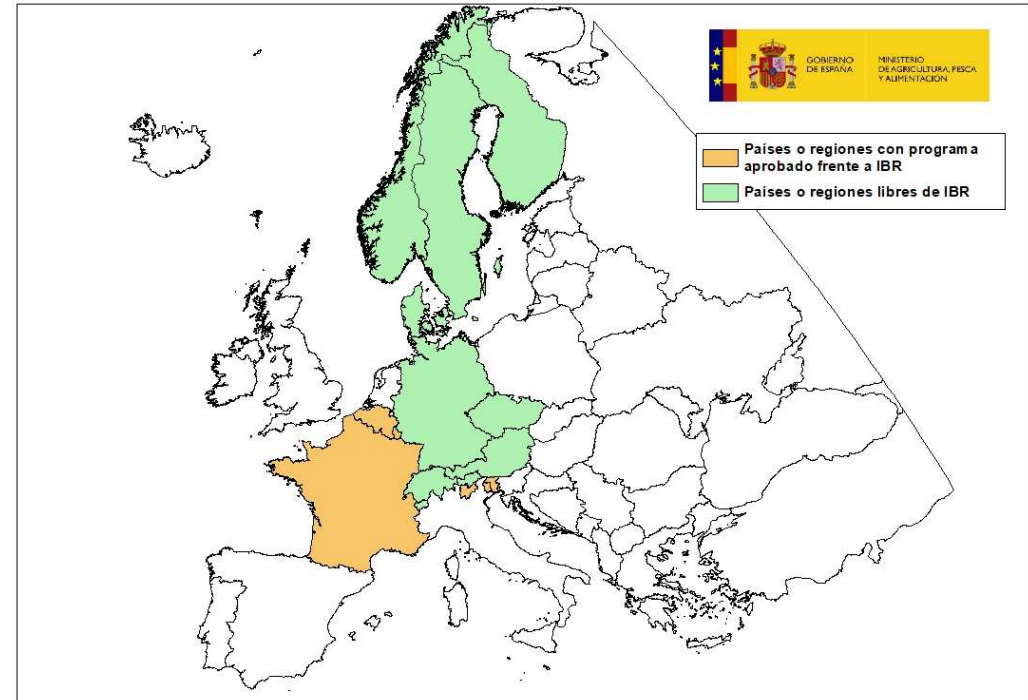 GOBIERNO
DE ESPAÑA
MINISTERIO
DE AGRICULTURA, PESCA
Y ALIMENTACIÓN
Países o regiones con programa
aprobado frente a IBR
Países o regiones libres de IBR